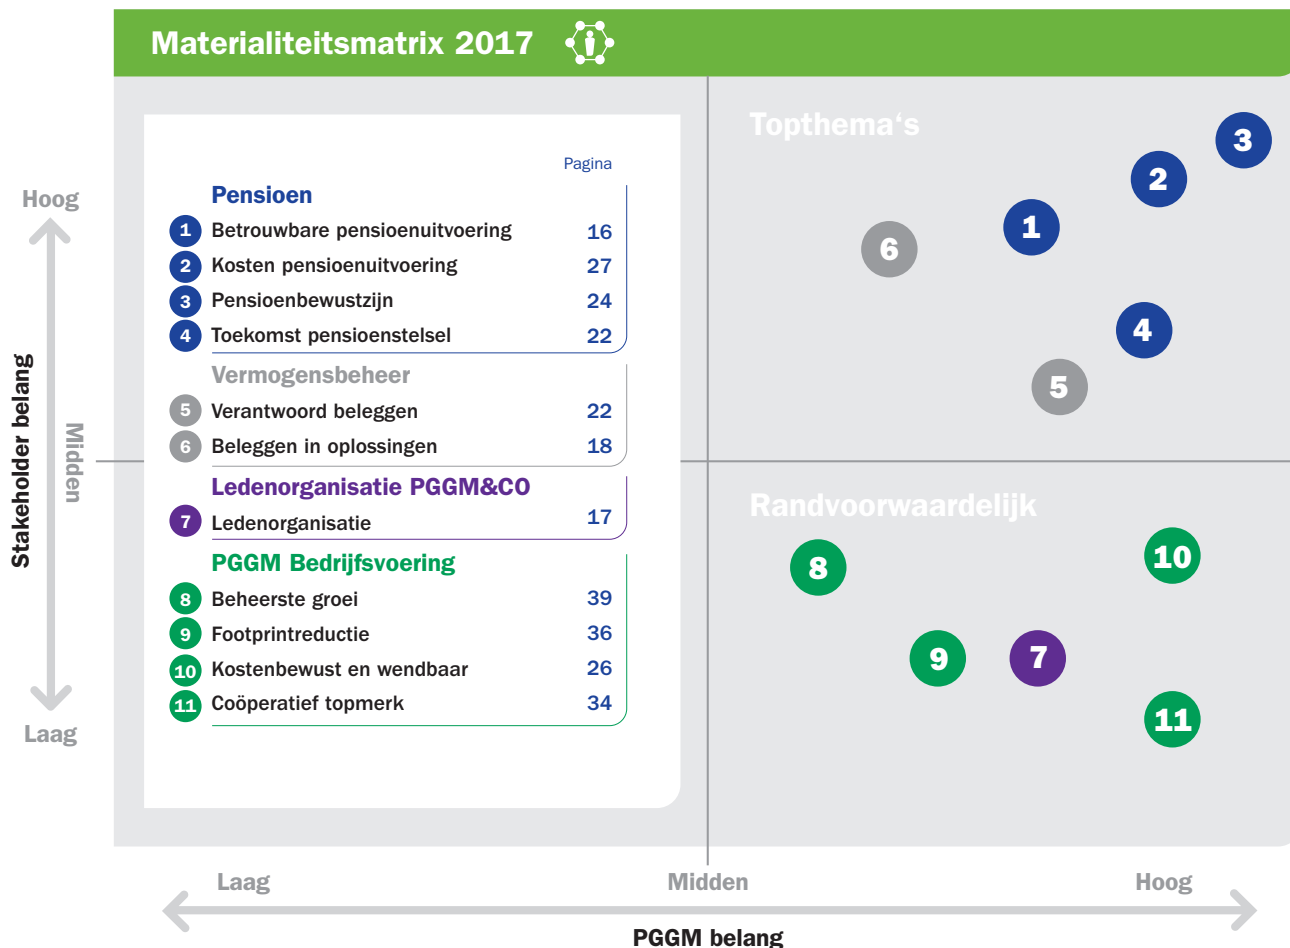 Materialiteitsmatrix 2017
Pagina
Pensioen
1 Betrouwbare pensioenuitvoering 16
2 Kosten pensioenuitvoering 27
3 Pensioenbewustzijn 24
4 Toekomst pensioenstelsel 22
Vermogensbeheer
5 Verantwoord beleggen 22
6 Beleggen in oplossingen 18
Ledenorganisatie PGGM&CO
7 Ledenorganisatie 17
PGGM Bedrijfsvoering
8 Beheerste groei 39
9 Footprintreductie 36
10 Kostenbewust en wendbaar 26
11 Coöperatief topmerk 34
Topthema‘s
3
2
1
6
4
5
Randvoorwaardelijk
10
8
9
7
11
Hoog
Midden
Laag
Stakeholder belang
Laag
Midden
Hoog
PGGM belang